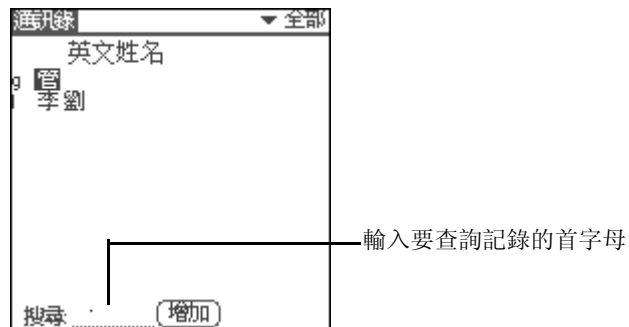 通訊錄 ▼ 全部
英文姓名
g 管
李劉
輸入要查詢記錄的首字母
搜尋: 增加